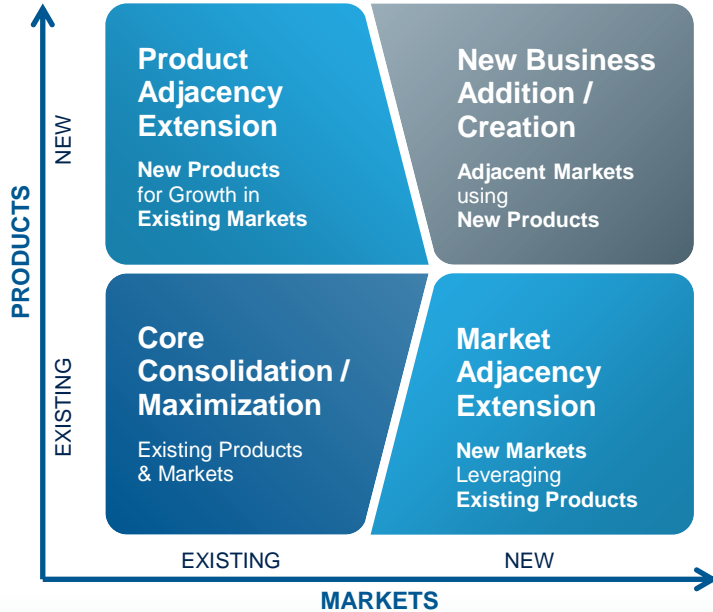 PRODUCTS
NEW
EXISTING
Product
Adjacency
Extension
New Products
for Growth in
Existing Markets
New Business
Addition /
Creation
Adjacent Markets
using
New Products
Core
Consolidation /
Maximization
Existing Products
& Markets
Market
Adjacency
Extension
New Markets
Leveraging
Existing Products
EXISTING
NEW
MARKETS